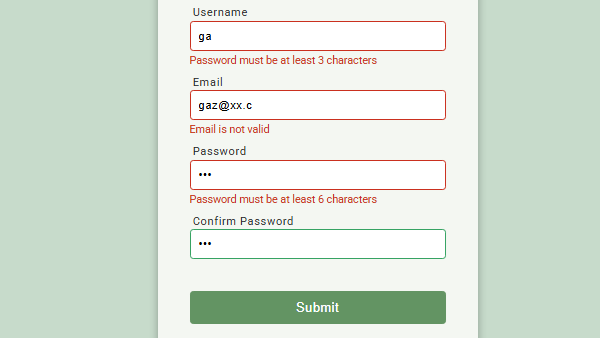 Username
ga
Password must be at least 3 characters
Email
gaz@xx.c
Email is not valid
Password
•••
Password must be at least 6 characters
Confirm Password
•••
Submit